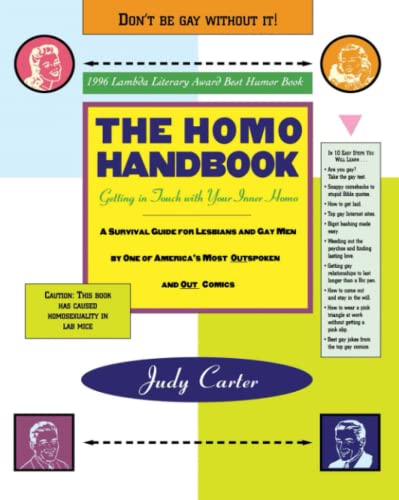 DON'T BE GAY WITHOUT IT!
1996 Lambda Literary Award Best Humor Book
THE HOMO
HANDBOOK
Getting in Touch with Your Inner Homo
A SURVIVAL GUIDE FOR LESBIANS AND GAY MEN
BY ONE OF AMERICA'S MOST OUTSPOKEN
AND OUT COMICS
IN 10 EASY STEPS YOU
WILL LEARN . . .
• Are you gay?
Take the gay test.
• Snappy comebacks to
stupid Bible quotes.
• How to get laid.
• Top gay Internet sites.
• Bigot bashing made
easy.
• Weeding out the
psychos and finding
lasting love.
• Getting gay
relationships to last
longer than a Bic pen.
• How to come out
and stay in the will.
• How to wear a pink
triangle at work
without getting a
pink slip.
• Best gay jokes from
the top gay comics
CAUTION: THIS BOOK
HAS CAUSED
HOMOSEXUALITY IN
LAB MICE
Judy Carter